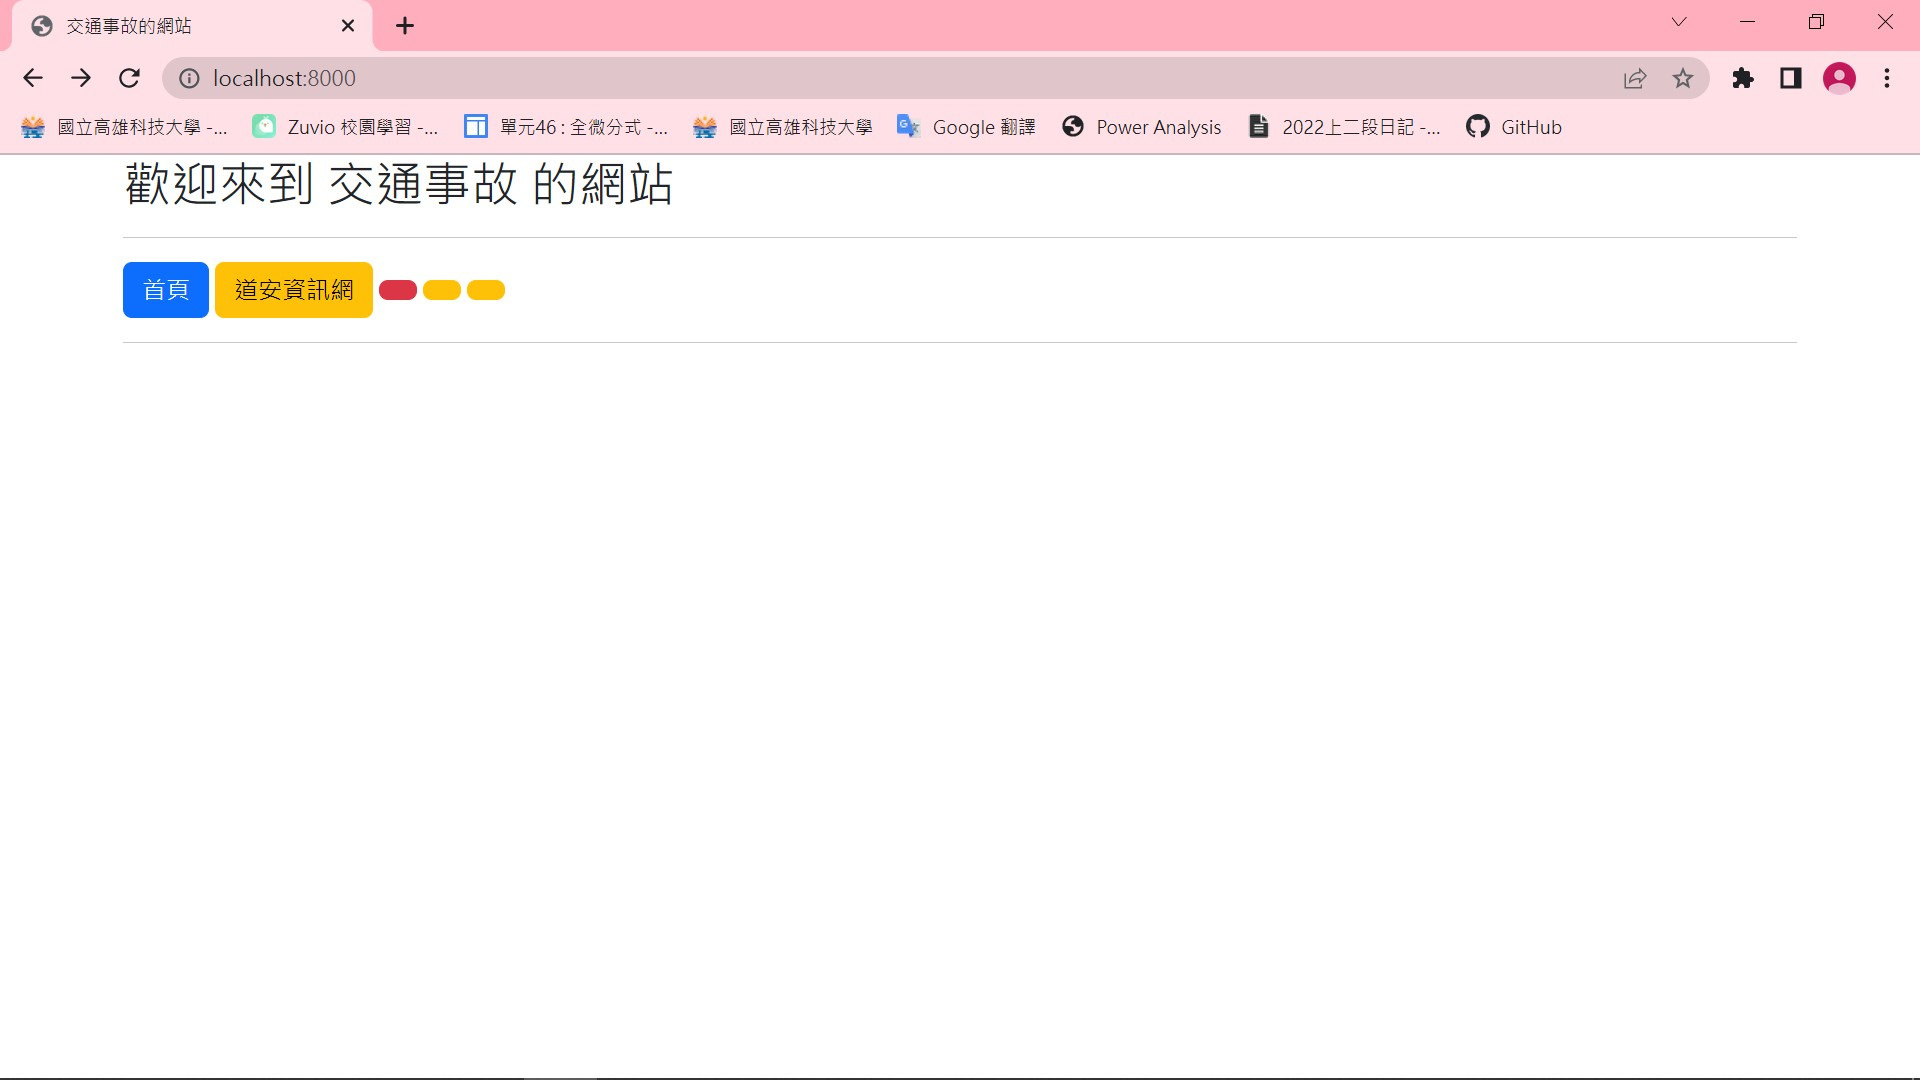 交通事故的網站
localhost:8000
國立高雄科技大學 -... Zuvio 校園學習 -... 單元46 : 全微分式 -... 國立高雄科技大學 Google 翻譯 Power Analysis 2022上二段日記 -... GitHub
歡迎來到 交通事故 的網站
首頁 道安資訊網